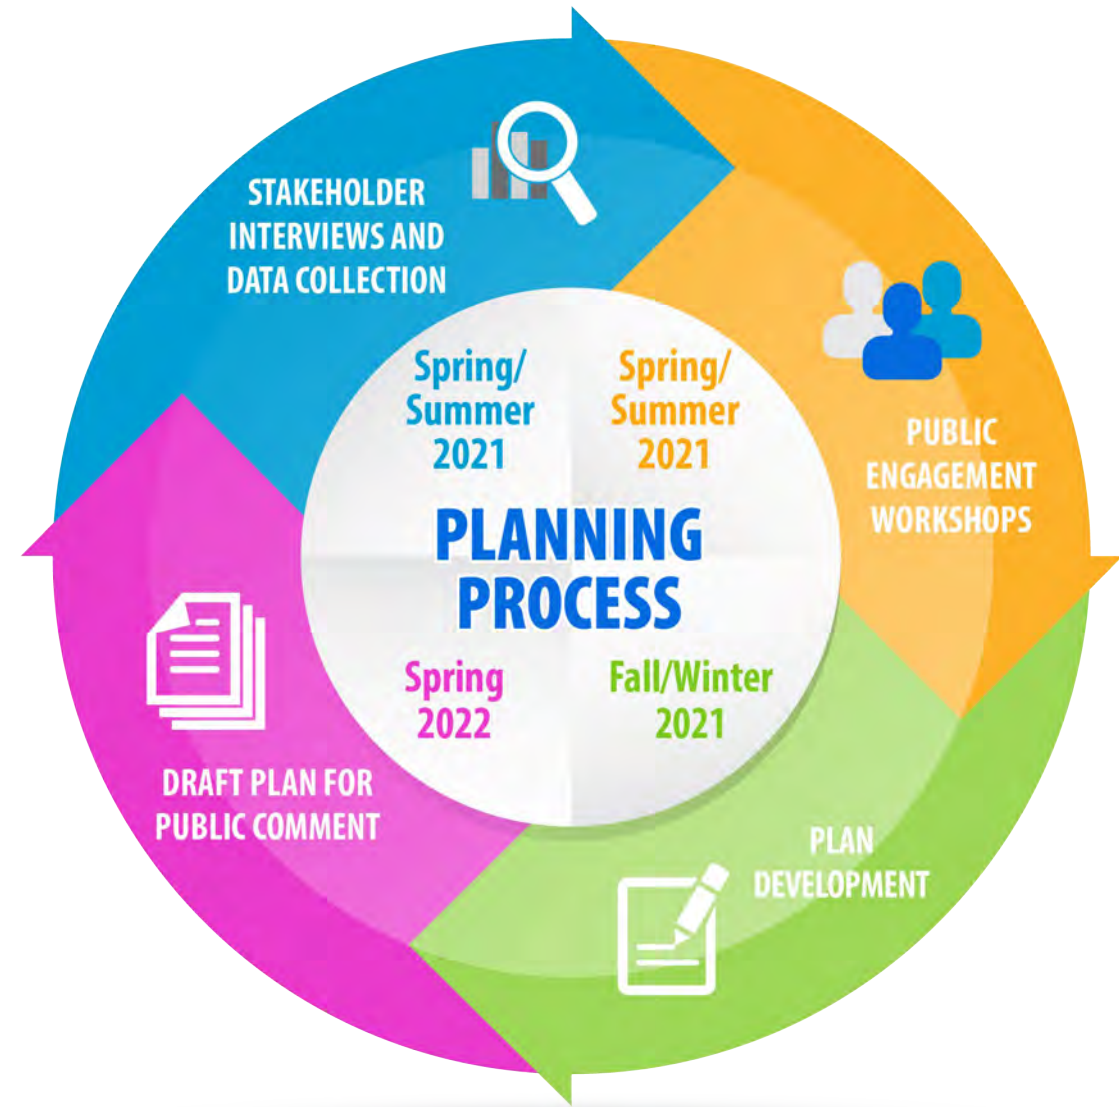 STAKEHOLDER
INTERVIEWS AND
DATA COLLECTION
PUBLIC
ENGAGEMENT
WORKSHOPS
PLAN
DEVELOPMENT
DRAFT PLAN FOR
PUBLIC COMMENT
Spring/
Summer
2021
Spring/
Summer
2021
PLANNING
PROCESS
Spring
2022
Fall/Winter
2021